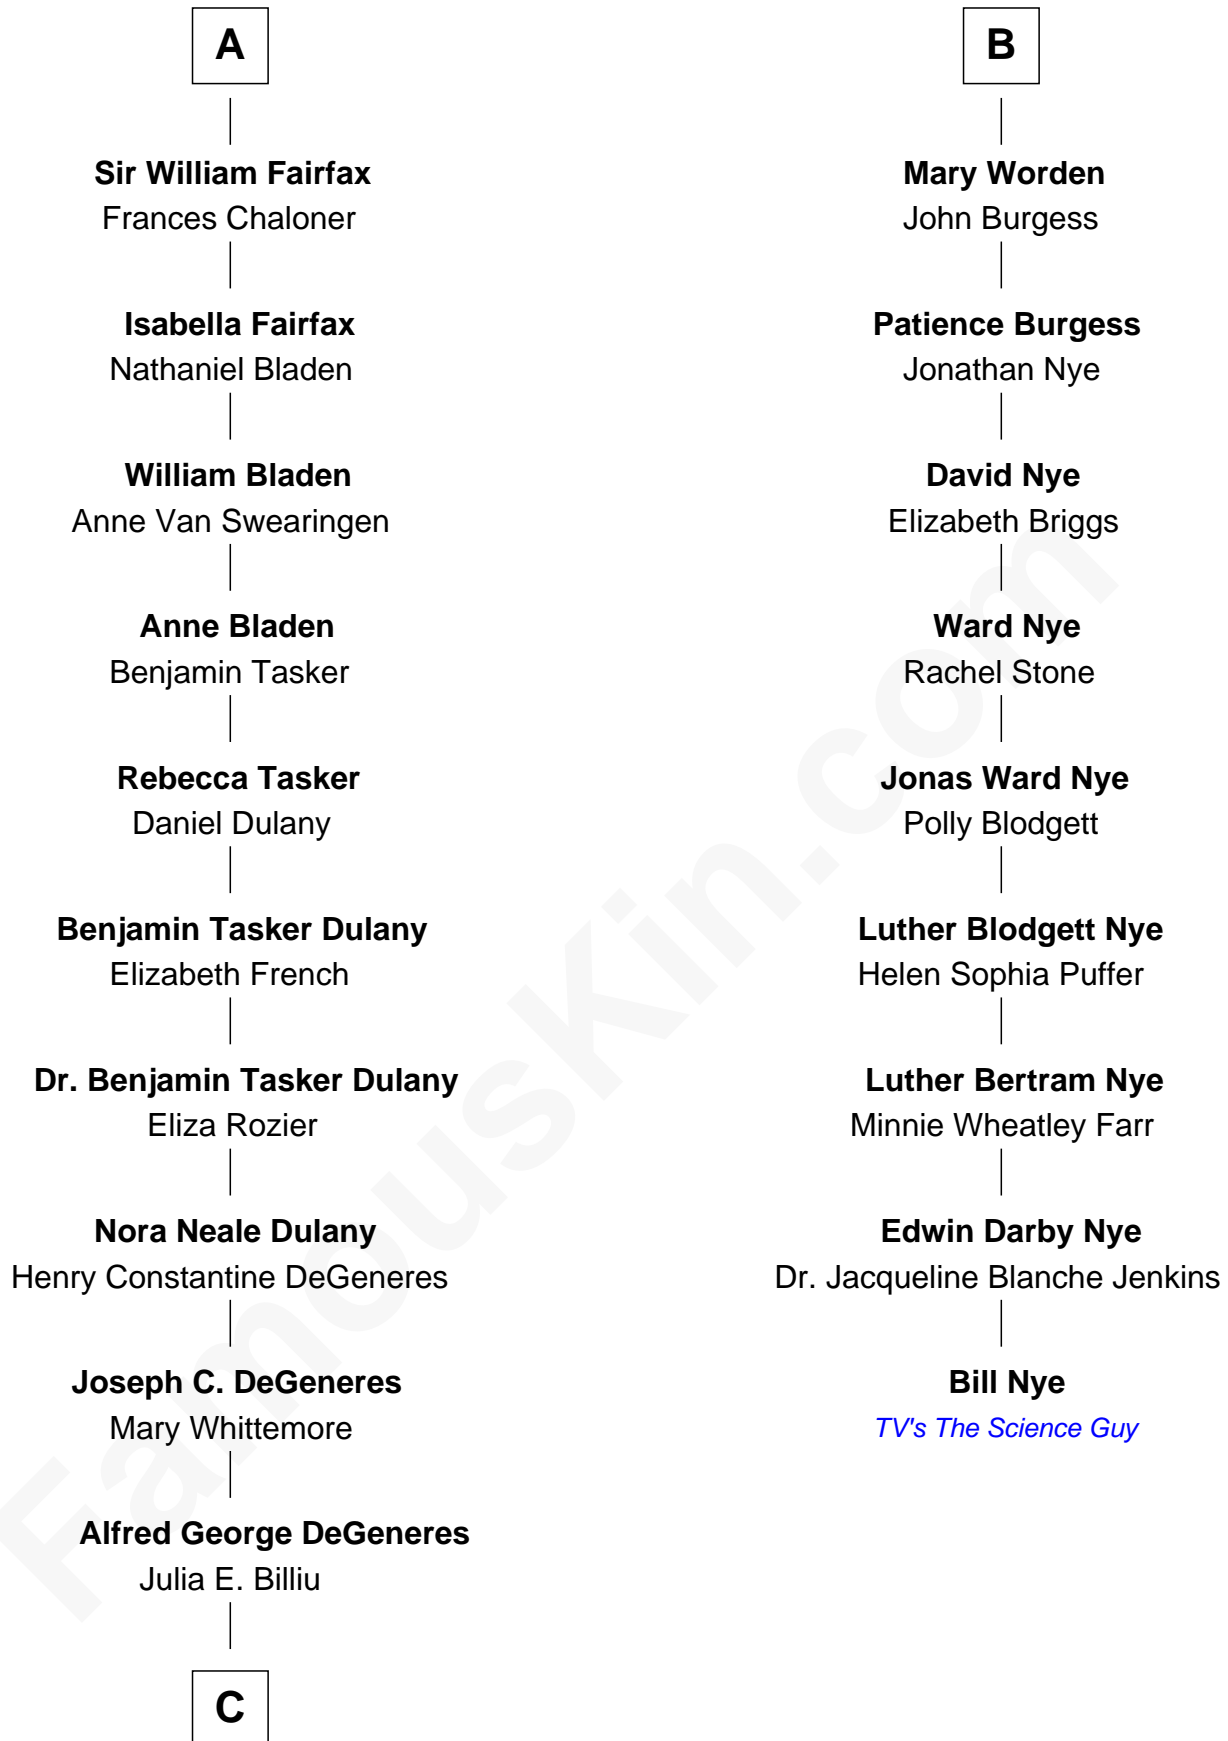 A
Sir William Fairfax
Frances Chaloner
Isabella Fairfax
Nathaniel Bladen
William Bladen
Anne Van Swearingen
Anne Bladen
Benjamin Tasker
Rebecca Tasker
Daniel Dulany
Benjamin Tasker Dulany
Elizabeth French
Dr. Benjamin Tasker Dulany
Eliza Rozier
Nora Neale Dulany
Henry Constantine DeGeneres
Joseph C. DeGeneres
Mary Whittemore
Alfred George DeGeneres
Julia E. Billiu
C
B
Mary Worden
John Burgess
Patience Burgess
Jonathan Nye
David Nye
Elizabeth Briggs
Ward Nye
Rachel Stone
Jonas Ward Nye
Polly Blodgett
Luther Blodgett Nye
Helen Sophia Puffer
Luther Bertram Nye
Minnie Wheatley Farr
Edwin Darby Nye
Dr. Jacqueline Blanche Jenkins
Bill Nye
TV's The Science Guy
FamousKin.com